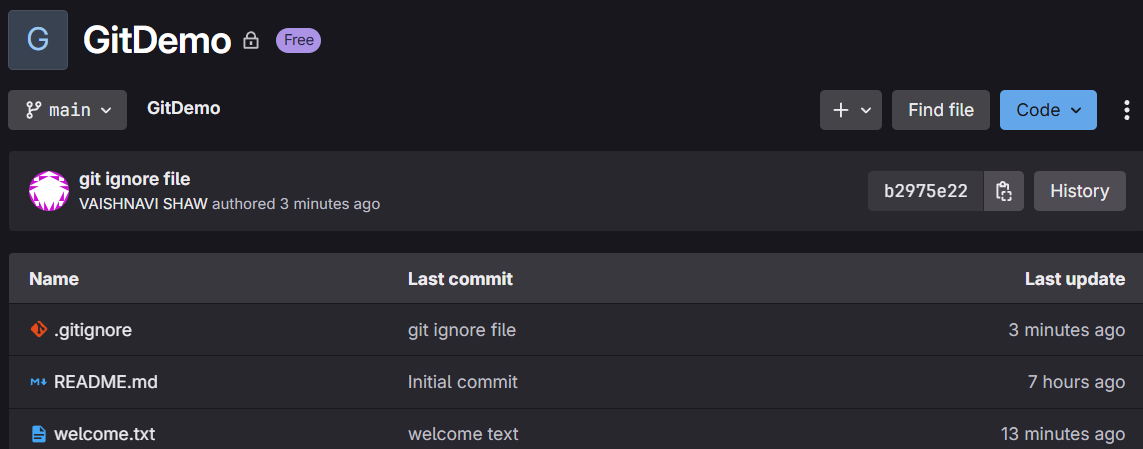 G GitDemo Free
main GitDemo + Find file Code
git ignore file
VAISHNAVI SHAW authored 3 minutes ago
b2975e22 History
Name Last commit Last update
.gitignore git ignore file 3 minutes ago
README.md Initial commit 7 hours ago
welcome.txt welcome text 13 minutes ago